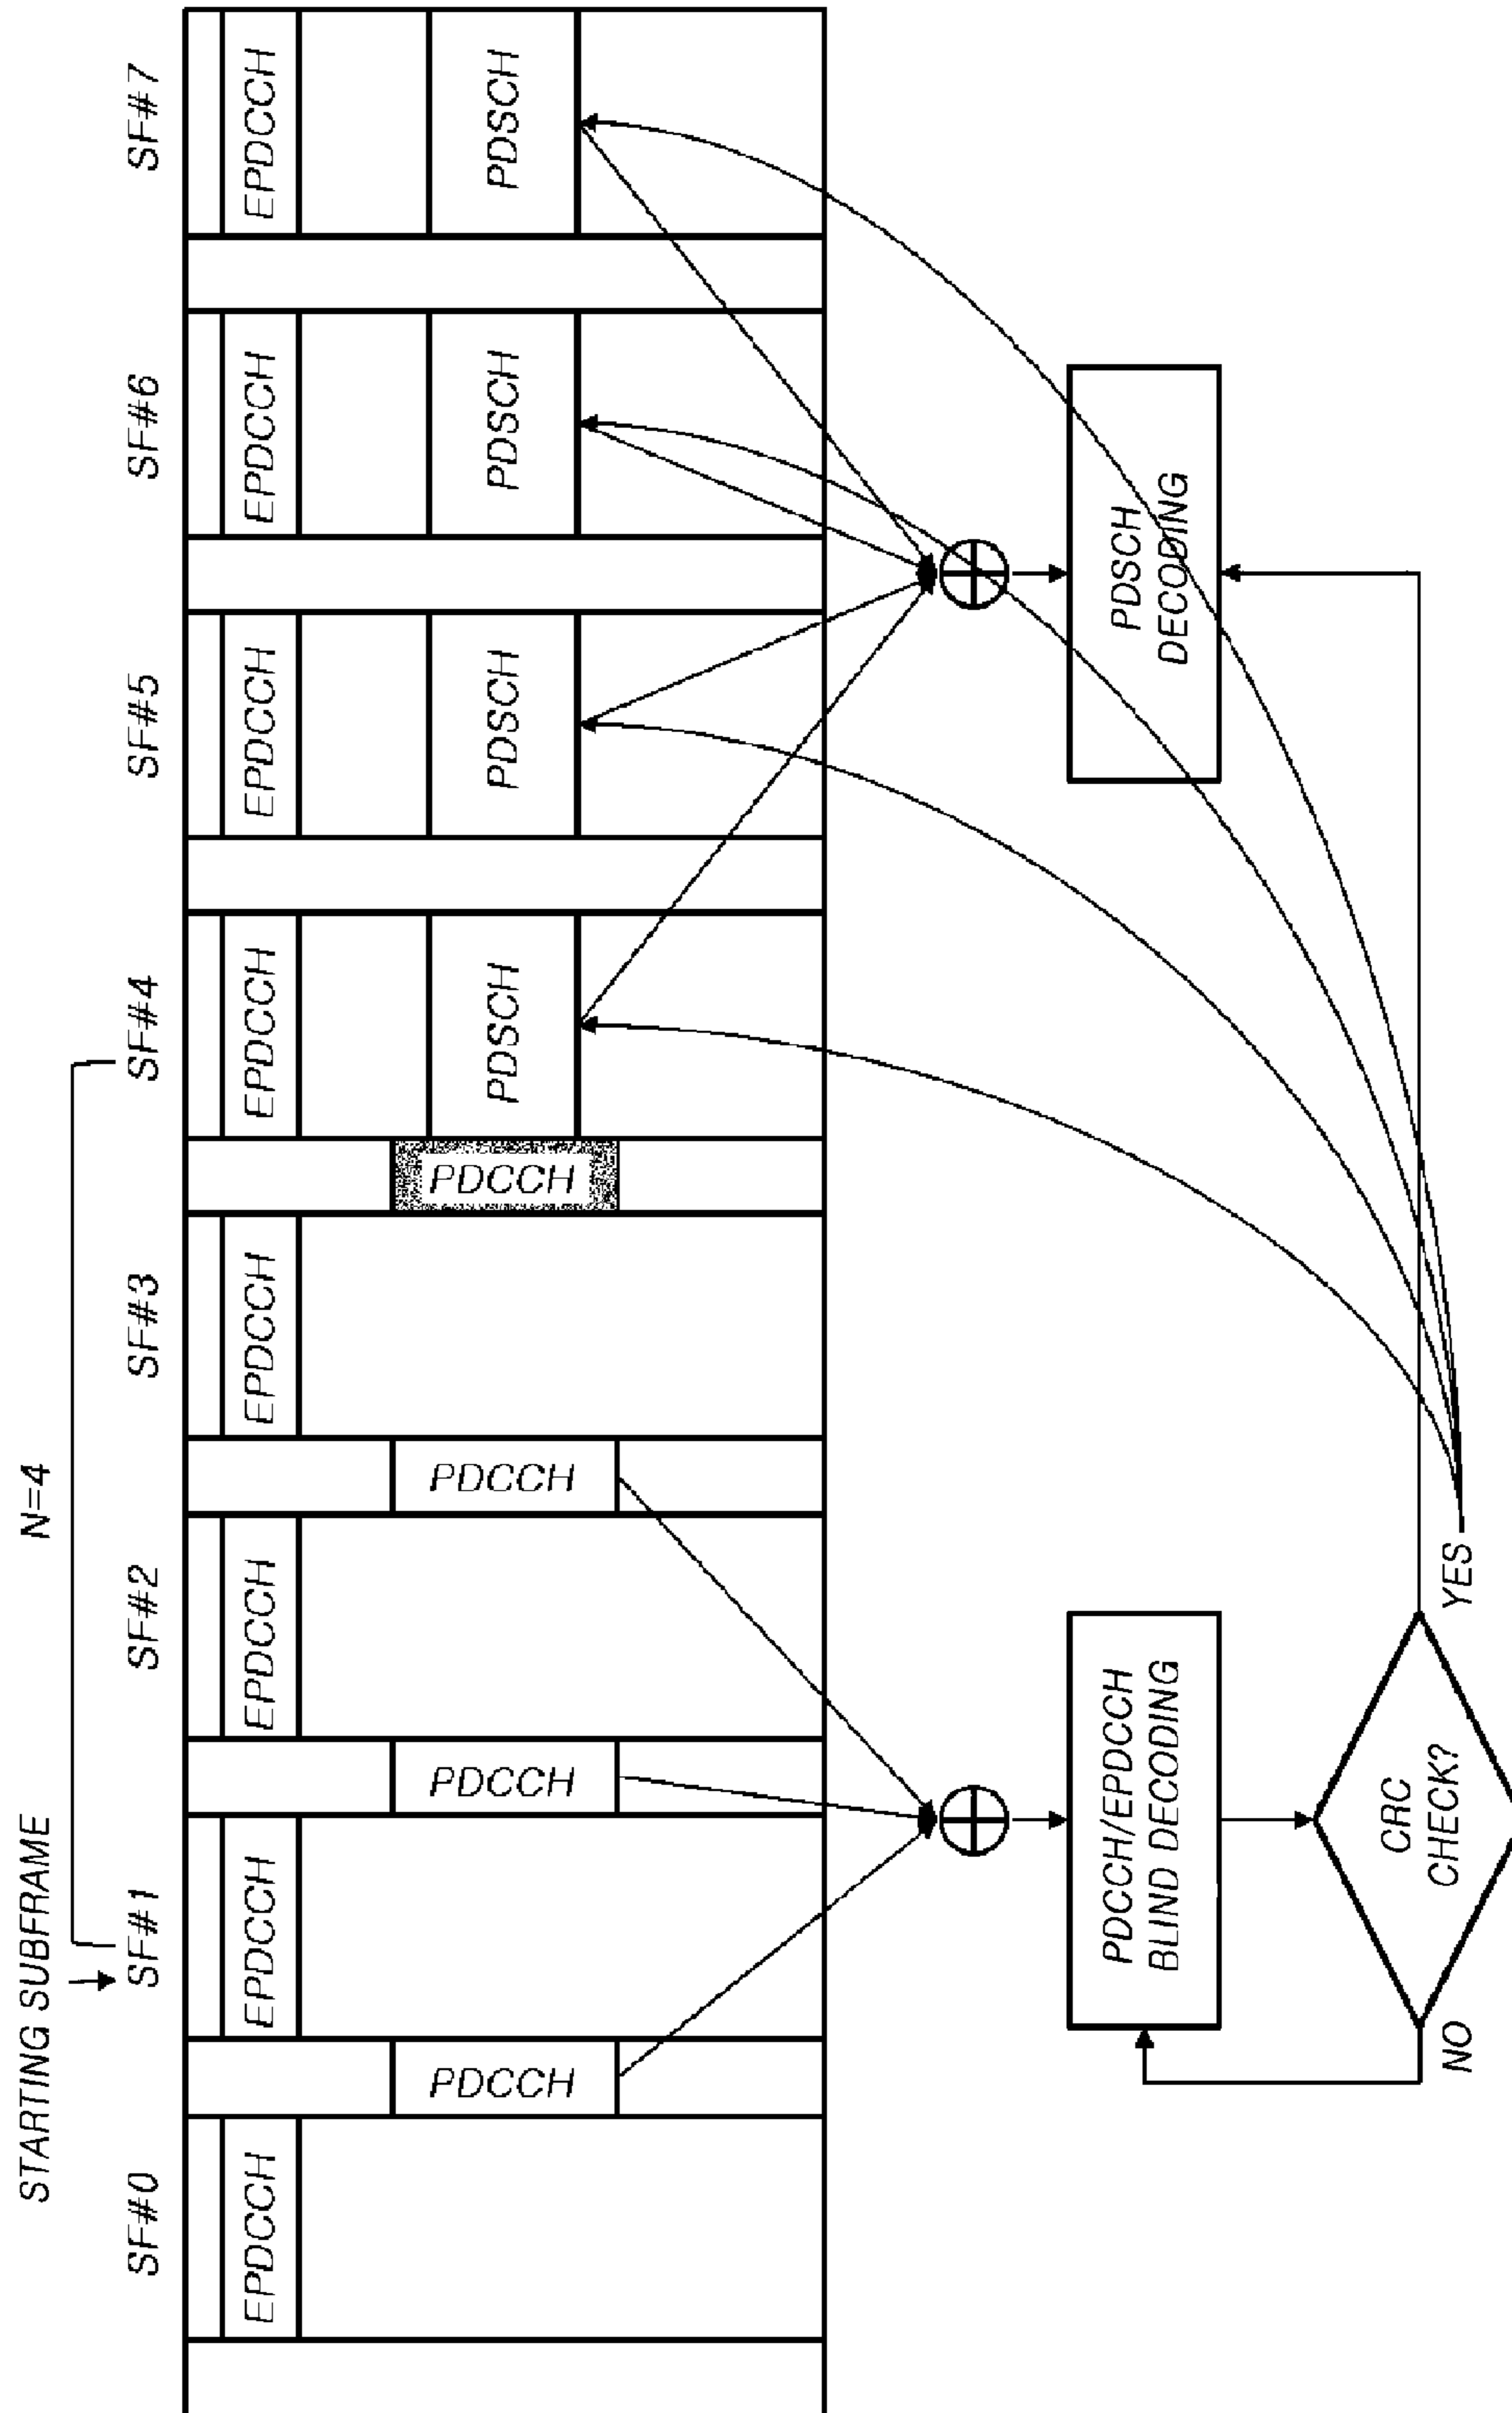 STARTING SUBFRAME
N=4
SF#0
SF#1
SF#2
SF#3
SF#4
SF#5
SF#6
SF#7
EPDCCH
EPDCCH
EPDCCH
EPDCCH
EPDCCH
EPDCCH
EPDCCH
EPDCCH
PDCCH
PDCCH
PDCCH
PDCCH
PDSCH
PDSCH
PDSCH
PDSCH
PDCCH/EPDCCH
BLIND DECODING
PDSCH
DECODING
CRC
CHECK?
NO
YES